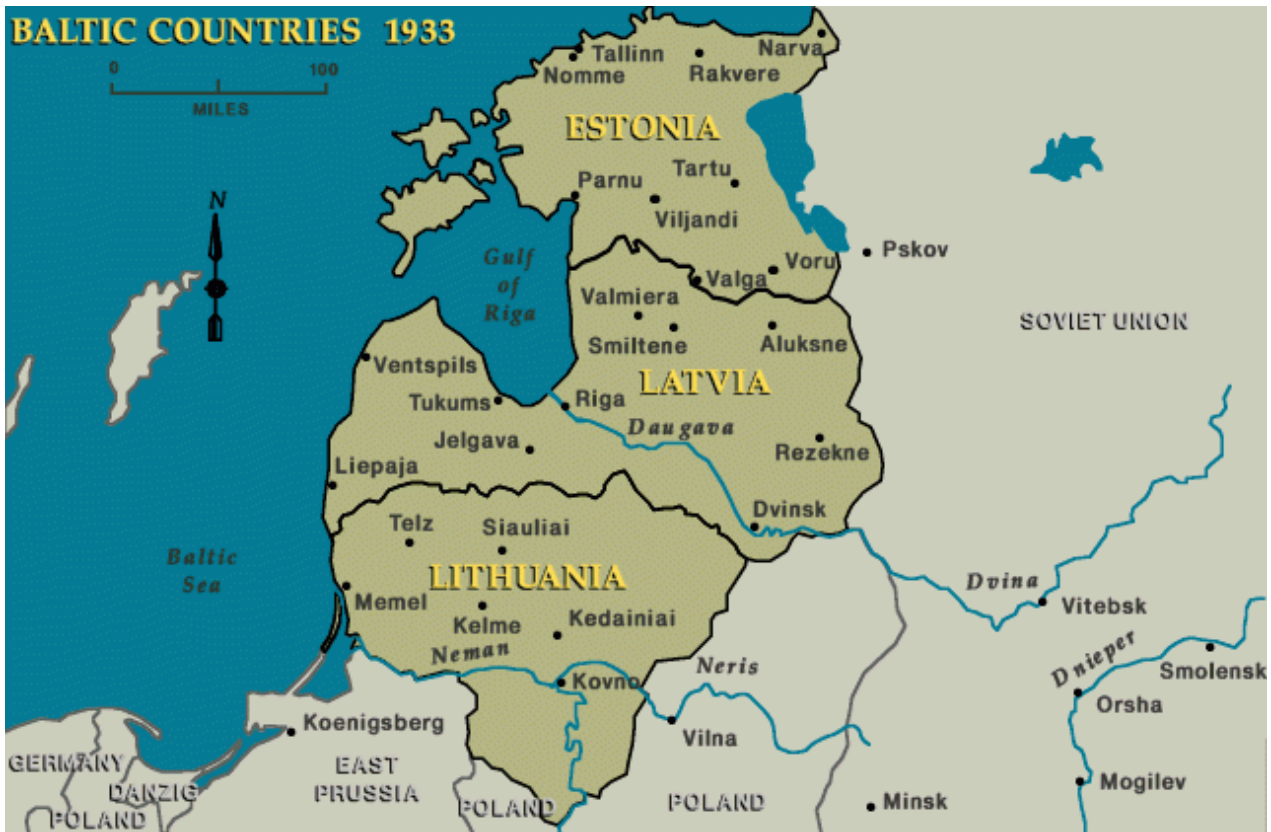 BALTIC COUNTRIES 1933
0 100
MILES
N
Tallinn
Nomme
Rakvere
Narva
ESTONIA
Parnu
Tartu
Viljandi
Pskov
Voru
Valga
Gulf
of
Riga
Valmiera
Smiltene
Aluksne
SOVIET UNION
Ventspils
LATVIA
Tukums
Riga
Daugava
Jelgava
Rezekne
Liepaja
Dvinsk
Telz
Siauliai
Baltic
Sea
LITHUANIA
Dvina
Memel
Vitebsk
Kelme
Kedainiai
Neman
Neris
Dnieper
Smolensk
Kovno
Orsha
Koenigsberg
Vilna
GERMANY
DANZIG
POLAND
EAST
PRUSSIA
POLAND
POLAND
Minsk
Mogilev